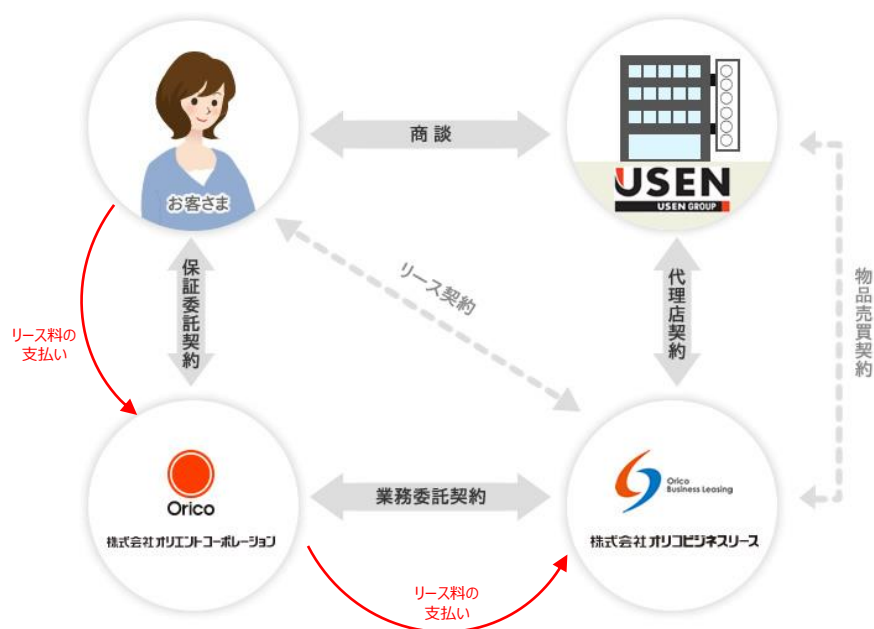 商談
お客さま
USEN
USEN GROUP
保証委託契約
リース契約
代理店契約
物品売買契約
リース料の
支払い
Orico
株式会社オリエントコーポレーション
業務委託契約
Orico
Business Leasing
株式会社オリコビジネスリース
リース料の
支払い